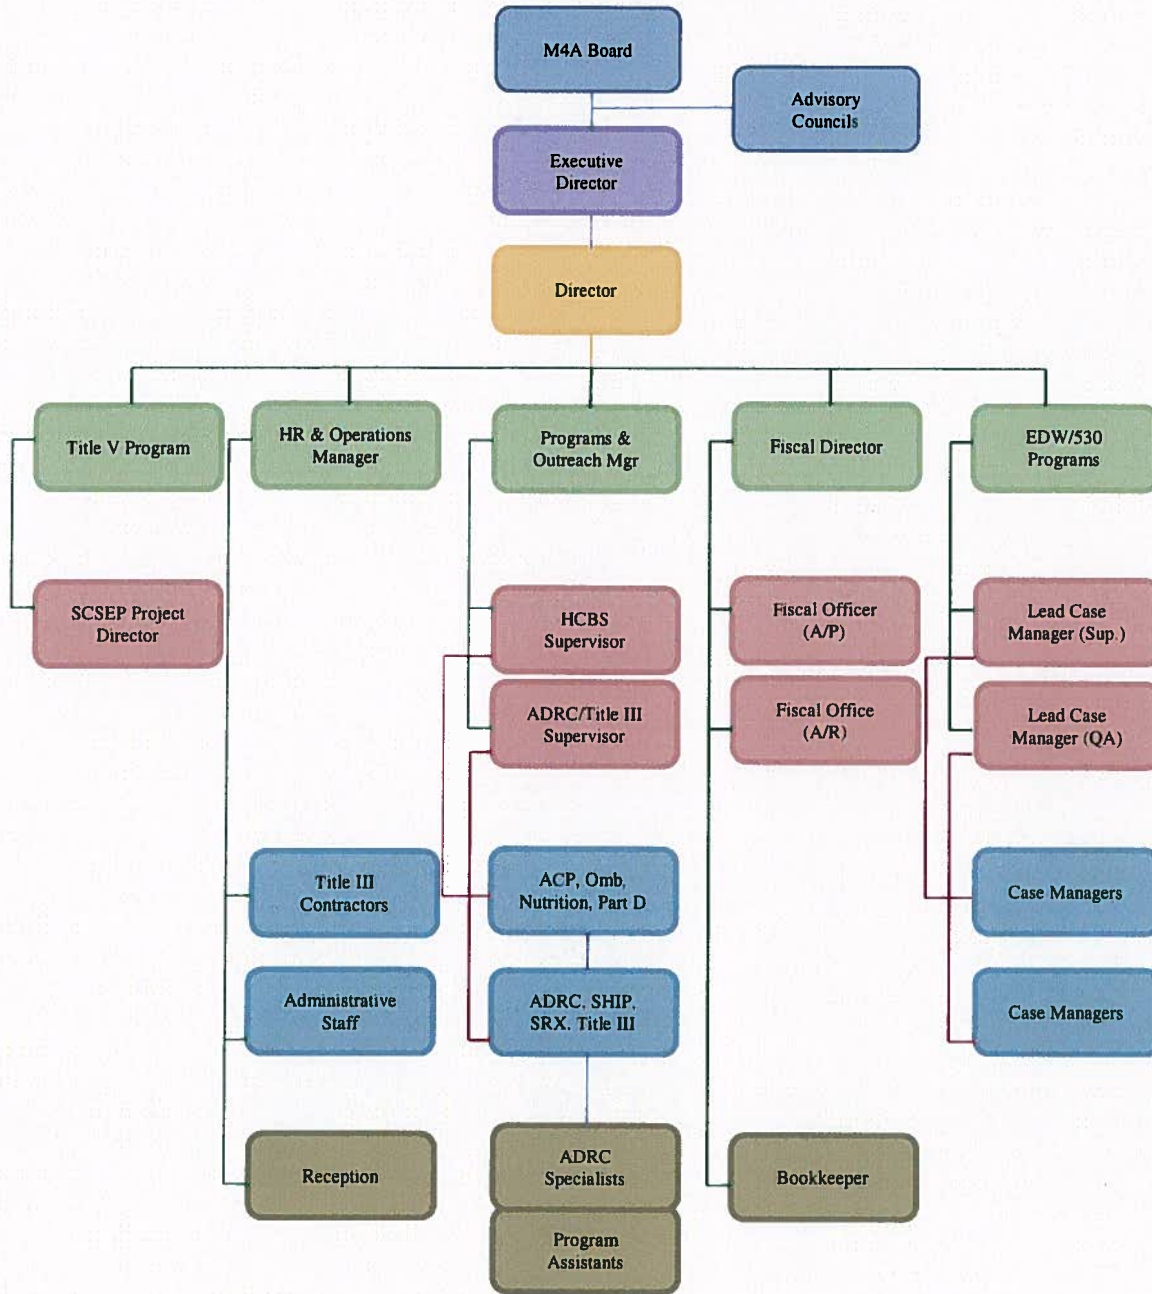 M4A Board
Advisory
Councils
Executive
Director
Director
Title V Program
HR & Operations
Manager
Programs &
Outreach Mgr
Fiscal Director
EDW/530
Programs
SCSEP Project
Director
HCBS
Supervisor
Fiscal Officer
(A/P)
Lead Case
Manager (Sup.)
ADRC/Title III
Supervisor
Fiscal Office
(A/R)
Lead Case
Manager (QA)
Title III
Contractors
ACP, Omb,
Nutrition, Part D
Case Managers
Administrative
Staff
ADRC, SHIP,
SRX, Title III
Case Managers
Reception
ADRC
Specialists
Bookkeeper
Program
Assistants